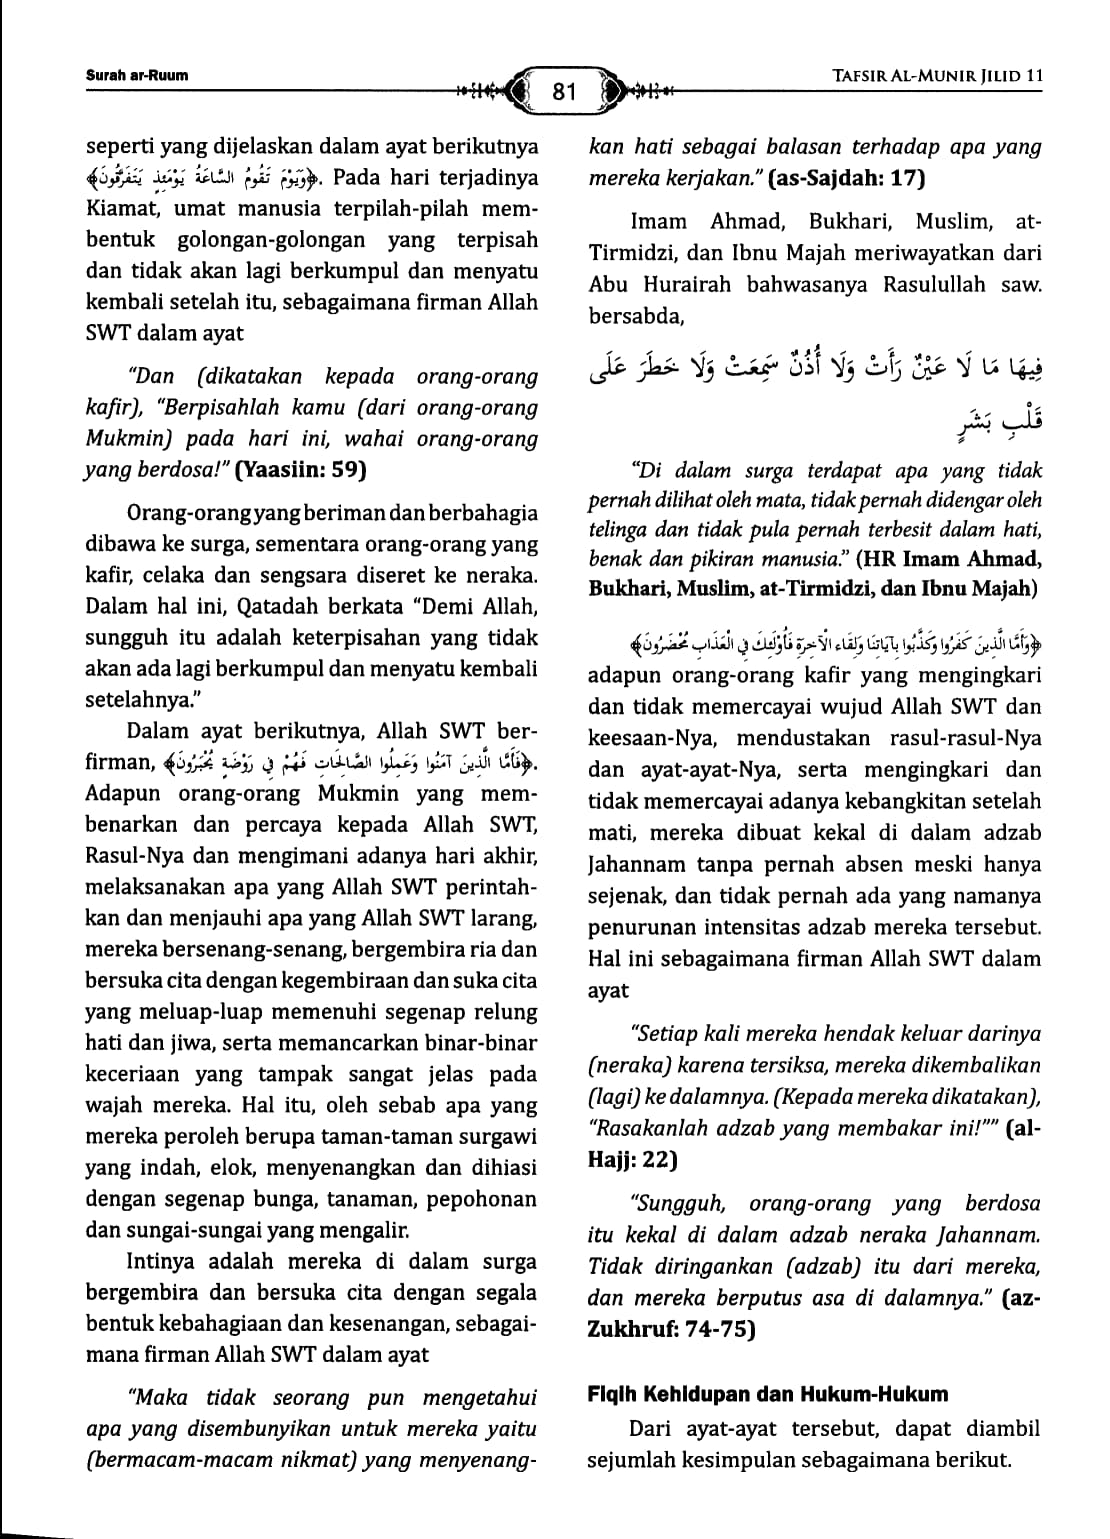 Surah ar-Ruum
81
TAFSIR AL-MUNIR JILID 11
seperti yang dijelaskan dalam ayat berikutnya
﴿وَيَوْمَ تَقُومُ السَّاعَةُ يَوْمَئِذٍ يَتَفَرَّقُونَ﴾. Pada hari terjadinya
Kiamat, umat manusia terpilah-pilah mem-
bentuk golongan-golongan yang terpisah
dan tidak akan lagi berkumpul dan menyatu
kembali setelah itu, sebagaimana firman Allah
SWT dalam ayat
“Dan (dikatakan kepada orang-orang
kafir), “Berpisahlah kamu (dari orang-orang
Mukmin) pada hari ini, wahai orang-orang
yang berdosa!” (Yaasiin: 59)
Orang-orang yang beriman dan berbahagia
dibawa ke surga, sementara orang-orang yang
kafir, celaka dan sengsara diseret ke neraka.
Dalam hal ini, Qatadah berkata “Demi Allah,
sungguh itu adalah keterpisahan yang tidak
akan ada lagi berkumpul dan menyatu kembali
setelahnya.”
Dalam ayat berikutnya, Allah SWT ber-
firman, ﴿فَأَمَّا الَّذِينَ آمَنُوا وَعَمِلُوا الصَّالِحَاتِ فَهُمْ فِي رَوْضَةٍ يُحْبَرُونَ﴾.
Adapun orang-orang Mukmin yang mem-
benarkan dan percaya kepada Allah SWT,
Rasul-Nya dan mengimani adanya hari akhir,
melaksanakan apa yang Allah SWT perintah-
kan dan menjauhi apa yang Allah SWT larang,
mereka bersenang-senang, bergembira ria dan
bersuka cita dengan kegembiraan dan suka cita
yang meluap-luap memenuhi segenap relung
hati dan jiwa, serta memancarkan binar-binar
keceriaan yang tampak sangat jelas pada
wajah mereka. Hal itu, oleh sebab apa yang
mereka peroleh berupa taman-taman surgawi
yang indah, elok, menyenangkan dan dihiasi
dengan segenap bunga, tanaman, pepohonan
dan sungai-sungai yang mengalir.
Intinya adalah mereka di dalam surga
bergembira dan bersuka cita dengan segala
bentuk kebahagiaan dan kesenangan, sebagai-
mana firman Allah SWT dalam ayat
“Maka tidak seorang pun mengetahui
apa yang disembunyikan untuk mereka yaitu
(bermacam-macam nikmat) yang menyenang-
kan hati sebagai balasan terhadap apa yang
mereka kerjakan.” (as-Sajdah: 17)
Imam Ahmad, Bukhari, Muslim, at-
Tirmidzi, dan Ibnu Majah meriwayatkan dari
Abu Hurairah bahwasanya Rasulullah saw.
bersabda,
فِيهَا مَا لَا عَيْنٌ رَأَتْ وَلَا أُذُنٌ سَمِعَتْ وَلَا خَطَرَ عَلَى
قَلْبِ بَشَرٍ
“Di dalam surga terdapat apa yang tidak
pernah dilihat oleh mata, tidak pernah didengar oleh
telinga dan tidak pula pernah terbesit dalam hati,
benak dan pikiran manusia.” (HR Imam Ahmad,
Bukhari, Muslim, at-Tirmidzi, dan Ibnu Majah)
﴿وَأَمَّا الَّذِينَ كَفَرُوا وَكَذَّبُوا بِآيَاتِنَا وَلِقَاءِ الْآخِرَةِ فَأُوْلَئِكَ فِي الْعَذَابِ مُحْضَرُونَ﴾
adapun orang-orang kafir yang mengingkari
dan tidak memercayai wujud Allah SWT dan
keesaan-Nya, mendustakan rasul-rasul-Nya
dan ayat-ayat-Nya, serta mengingkari dan
tidak memercayai adanya kebangkitan setelah
mati, mereka dibuat kekal di dalam adzab
Jahannam tanpa pernah absen meski hanya
sejenak, dan tidak pernah ada yang namanya
penurunan intensitas adzab mereka tersebut.
Hal ini sebagaimana firman Allah SWT dalam
ayat
“Setiap kali mereka hendak keluar darinya
(neraka) karena tersiksa, mereka dikembalikan
(lagi) ke dalamnya. (Kepada mereka dikatakan),
“Rasakanlah adzab yang membakar ini!”” (al-
Hajj: 22)
“Sungguh, orang-orang yang berdosa
itu kekal di dalam adzab neraka Jahannam.
Tidak diringankan (adzab) itu dari mereka,
dan mereka berputus asa di dalamnya.” (az-
Zukhruf: 74-75)
Fiqih Kehidupan dan Hukum-Hukum
Dari ayat-ayat tersebut, dapat diambil
sejumlah kesimpulan sebagaimana berikut.